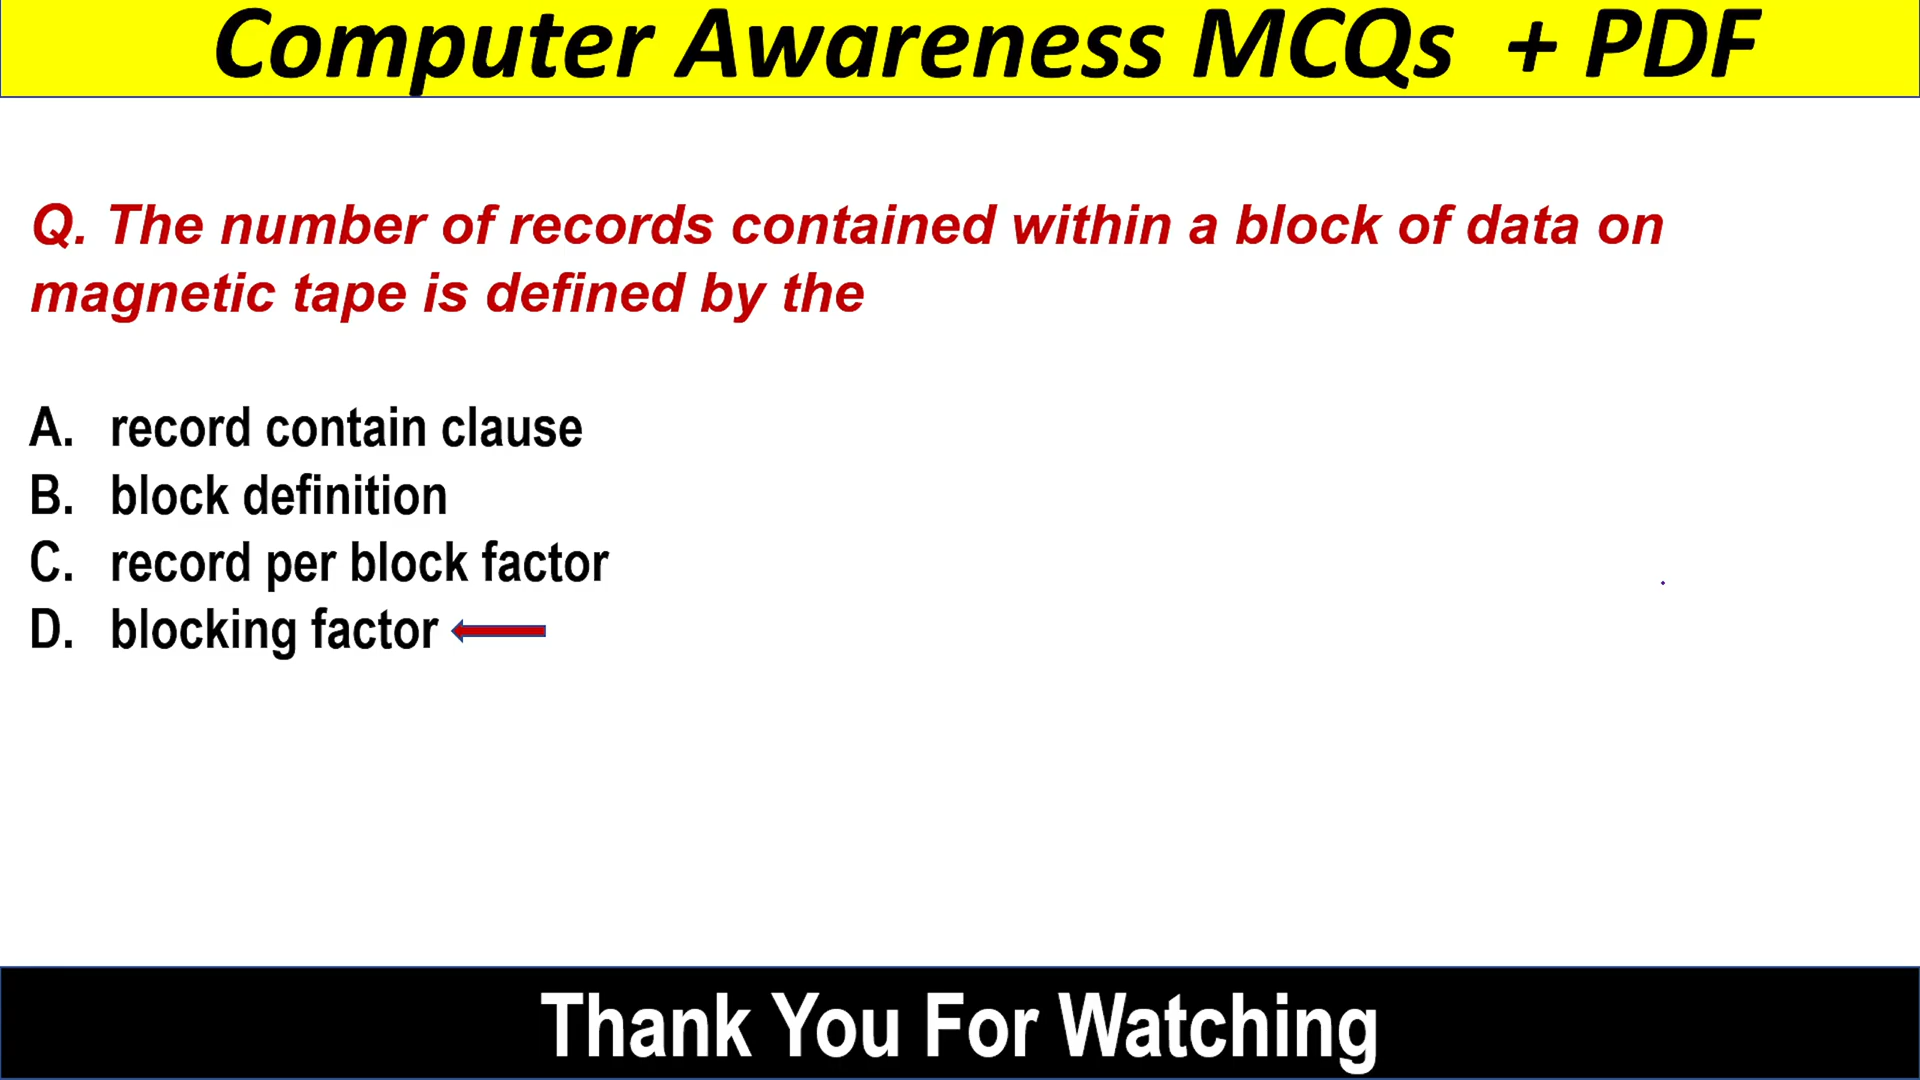 Computer Awareness MCQs + PDF
Q. The number of records contained within a block of data on
magnetic tape is defined by the
A. record contain clause
B. block definition
C. record per block factor
D. blocking factor
Thank You For Watching